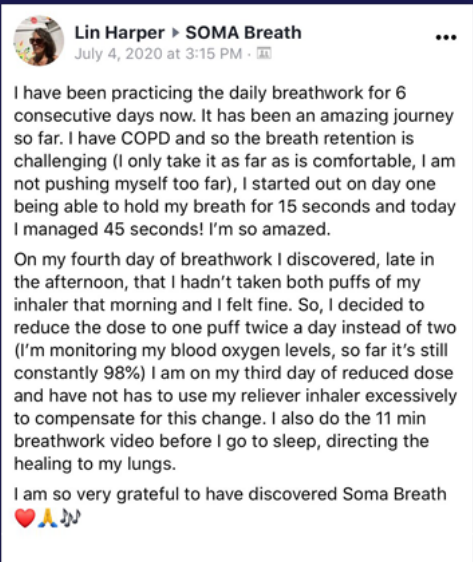 Lin Harper ▸ SOMA Breath
July 4, 2020 at 3:15 PM ·
I have been practicing the daily breathwork for 6
consecutive days now. It has been an amazing journey
so far. I have COPD and so the breath retention is
challenging (I only take it as far as is comfortable, I am
not pushing myself too far), I started out on day one
being able to hold my breath for 15 seconds and today
I managed 45 seconds! I'm so amazed.
On my fourth day of breathwork I discovered, late in
the afternoon, that I hadn't taken both puffs of my
inhaler that morning and I felt fine. So, I decided to
reduce the dose to one puff twice a day instead of two
(I'm monitoring my blood oxygen levels, so far it's still
constantly 98%) I am on my third day of reduced dose
and have not has to use my reliever inhaler excessively
to compensate for this change. I also do the 11 min
breathwork video before I go to sleep, directing the
healing to my lungs.
I am so very grateful to have discovered Soma Breath
❤️🙏🎶